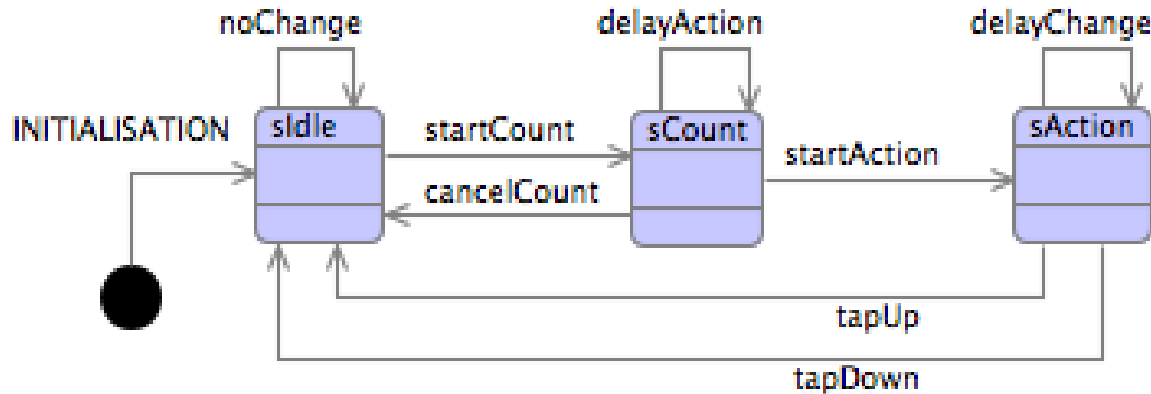 noChange
delayAction
delayChange
INITIALISATION
sIdle
startCount
sCount
startAction
sAction
cancelCount
tapUp
tapDown